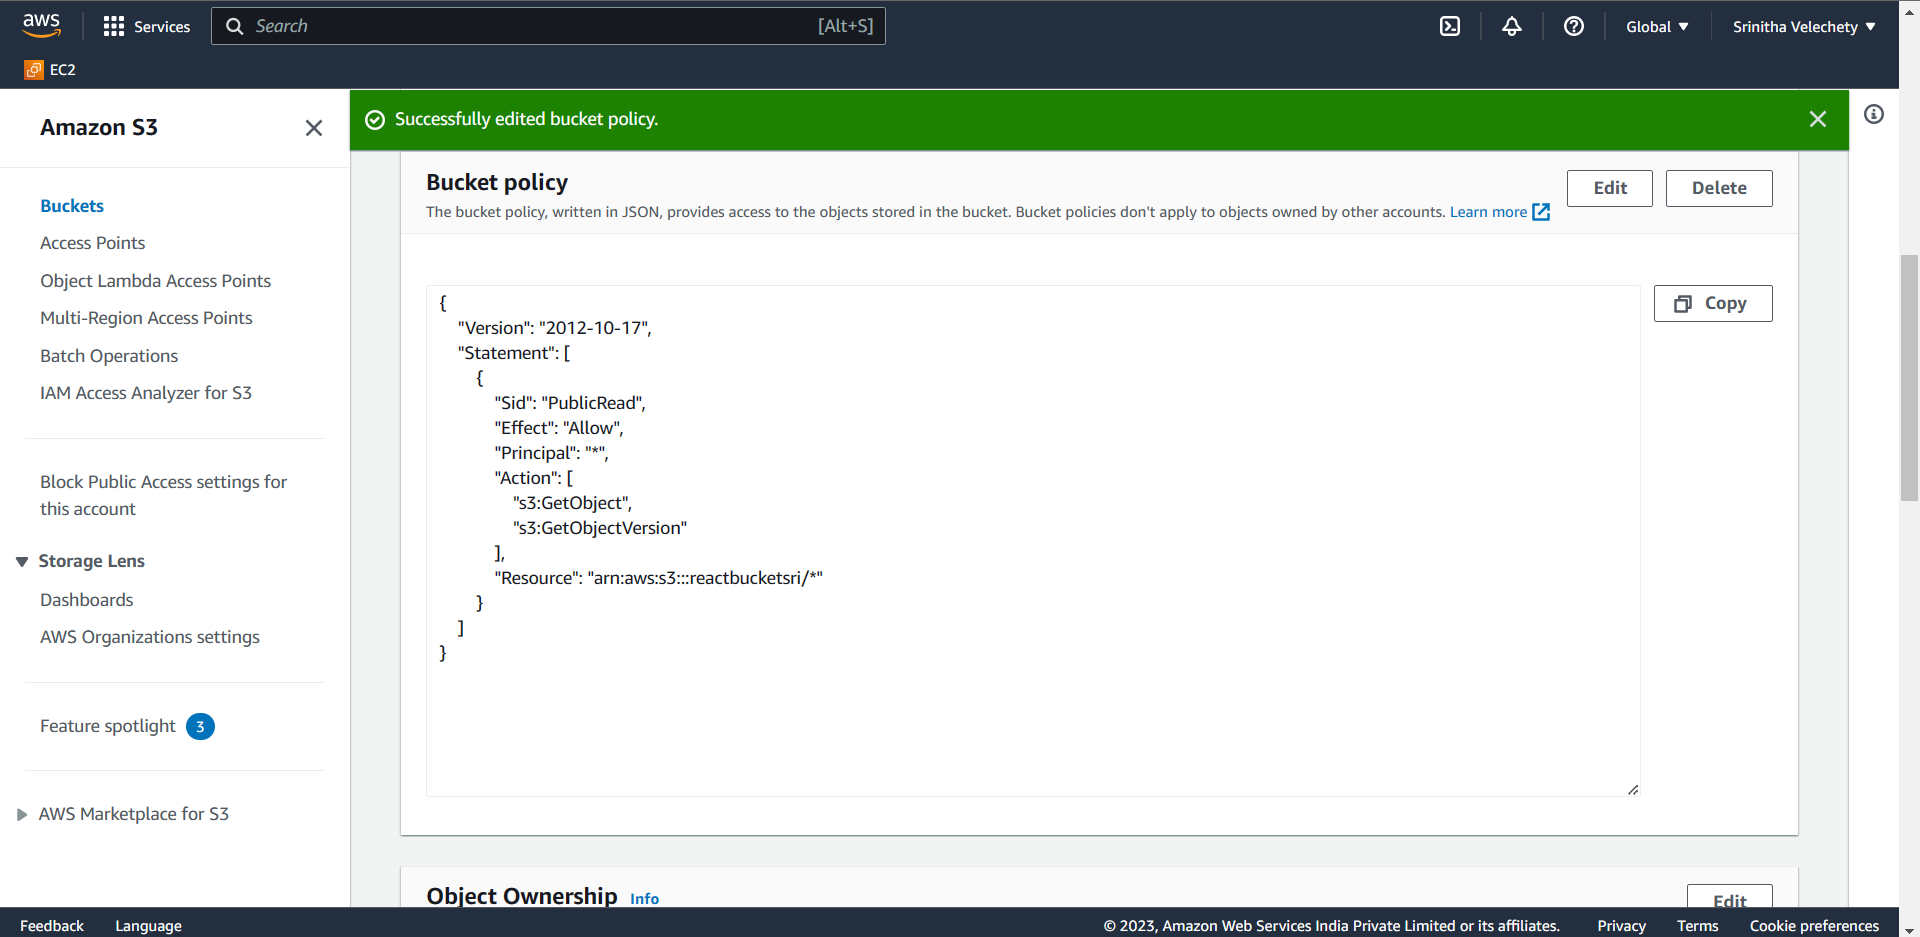 aws
Services
Search
[Alt+S]
Global
Srinitha Velechety
EC2
Amazon S3
Buckets
Access Points
Object Lambda Access Points
Multi-Region Access Points
Batch Operations
IAM Access Analyzer for S3
Block Public Access settings for
this account
Storage Lens
Dashboards
AWS Organizations settings
Feature spotlight 3
AWS Marketplace for S3
Successfully edited bucket policy.
Bucket policy
The bucket policy, written in JSON, provides access to the objects stored in the bucket. Bucket policies don't apply to objects owned by other accounts. Learn more
Edit
Delete
Copy
{
"Version": "2012-10-17",
"Statement": [
{
"Sid": "PublicRead",
"Effect": "Allow",
"Principal": "*",
"Action": [
"s3:GetObject",
"s3:GetObjectVersion"
],
"Resource": "arn:aws:s3:::reactbucketsri/*"
}
]
}
Object Ownership Info
Edit
Feedback
Language
© 2023, Amazon Web Services India Private Limited or its affiliates.
Privacy
Terms
Cookie preferences